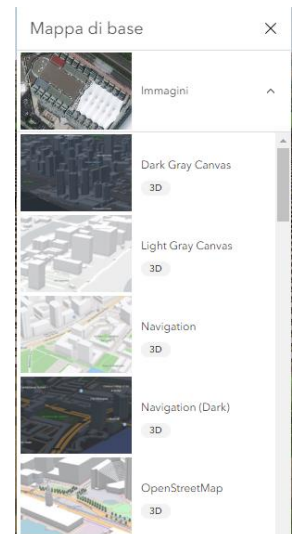 Mappa di base
Immagini
Dark Gray Canvas
3D
Light Gray Canvas
3D
Navigation
3D
Navigation (Dark)
3D
OpenStreetMap
3D